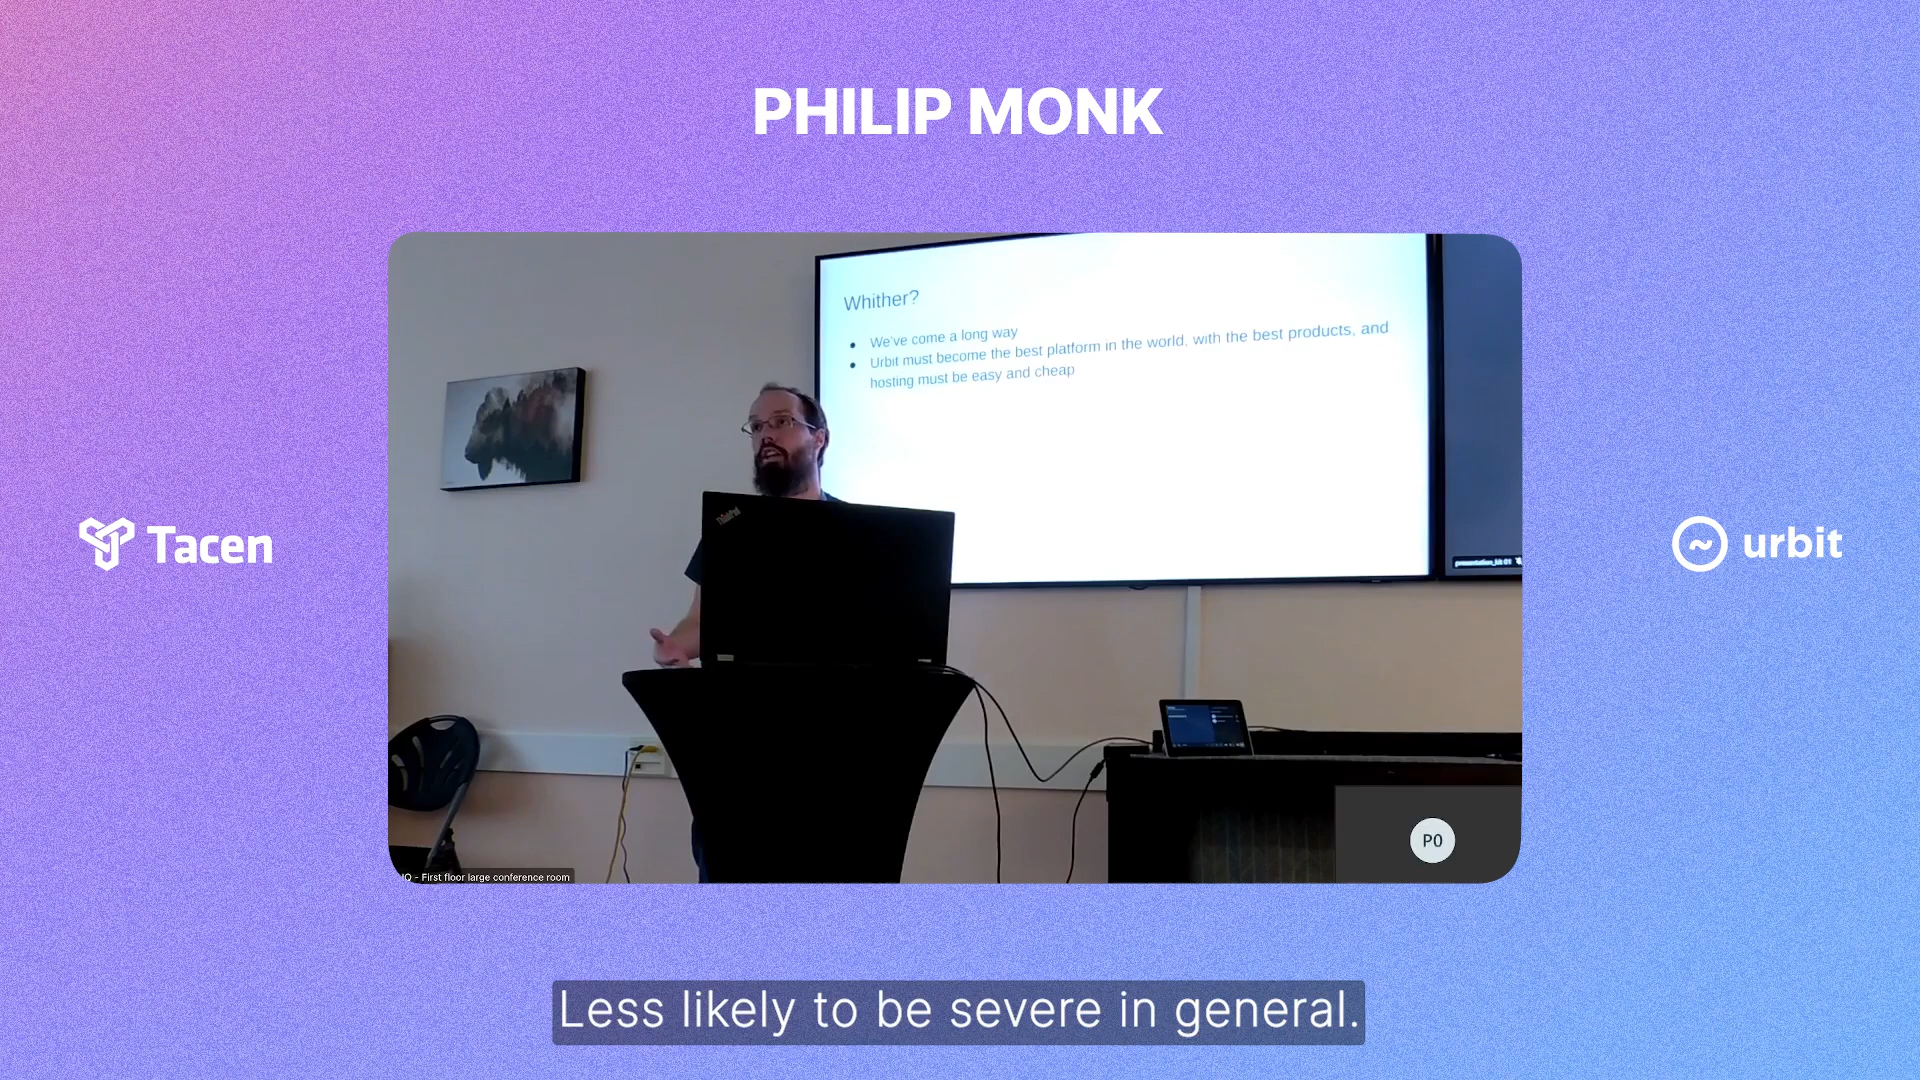 PHILIP MONK
Whither?
● We've come a long way
● Urbit must become the best platform in the world, with the best products, and
hosting must be easy and cheap
Tacen
urbit
ThinkPad
P0
- First floor large conference room
Less likely to be severe in general.